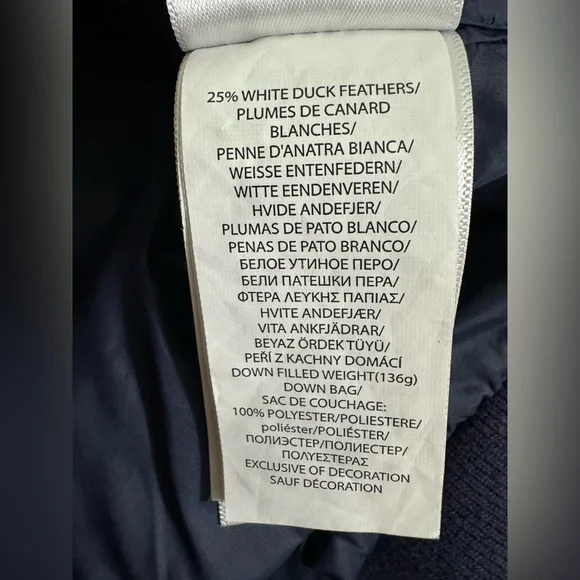 25% WHITE DUCK FEATHERS/
PLUMES DE CANARD
BLANCHES/
PENNE D'ANATRA BIANCA/
WEISSE ENTENFEDERN/
WITTE EENDENVEREN/
HVIDE ANDEFJER/
PLUMAS DE PATO BLANCO/
PENAS DE PATO BRANCO/
БЕЛОЕ УТИНОЕ ПЕРО/
БЕЛИ ПАТЕШКИ ПЕРА/
ΦΤΕΡΑ ΛΕΥΚΗΣ ΠΑΠΙΑΣ/
HVITE ANDEFJÆR/
VITA ANKFJÄDRAR/
BEYAZ ÖRDEK TÜYÜ/
PEŘÍ Z KACHNY DOMÁCÍ
DOWN FILLED WEIGHT(136g)
DOWN BAG/
SAC DE COUCHAGE:
100% POLYESTER/POLIESTERE/
poliéster/POLIÉSTER/
ПОЛИЭСТЕР/ПОЛИЕСТЕР/
ΠΟΛΥΕΣΤΕΡΑΣ
EXCLUSIVE OF DECORATION
SAUF DÉCORATION